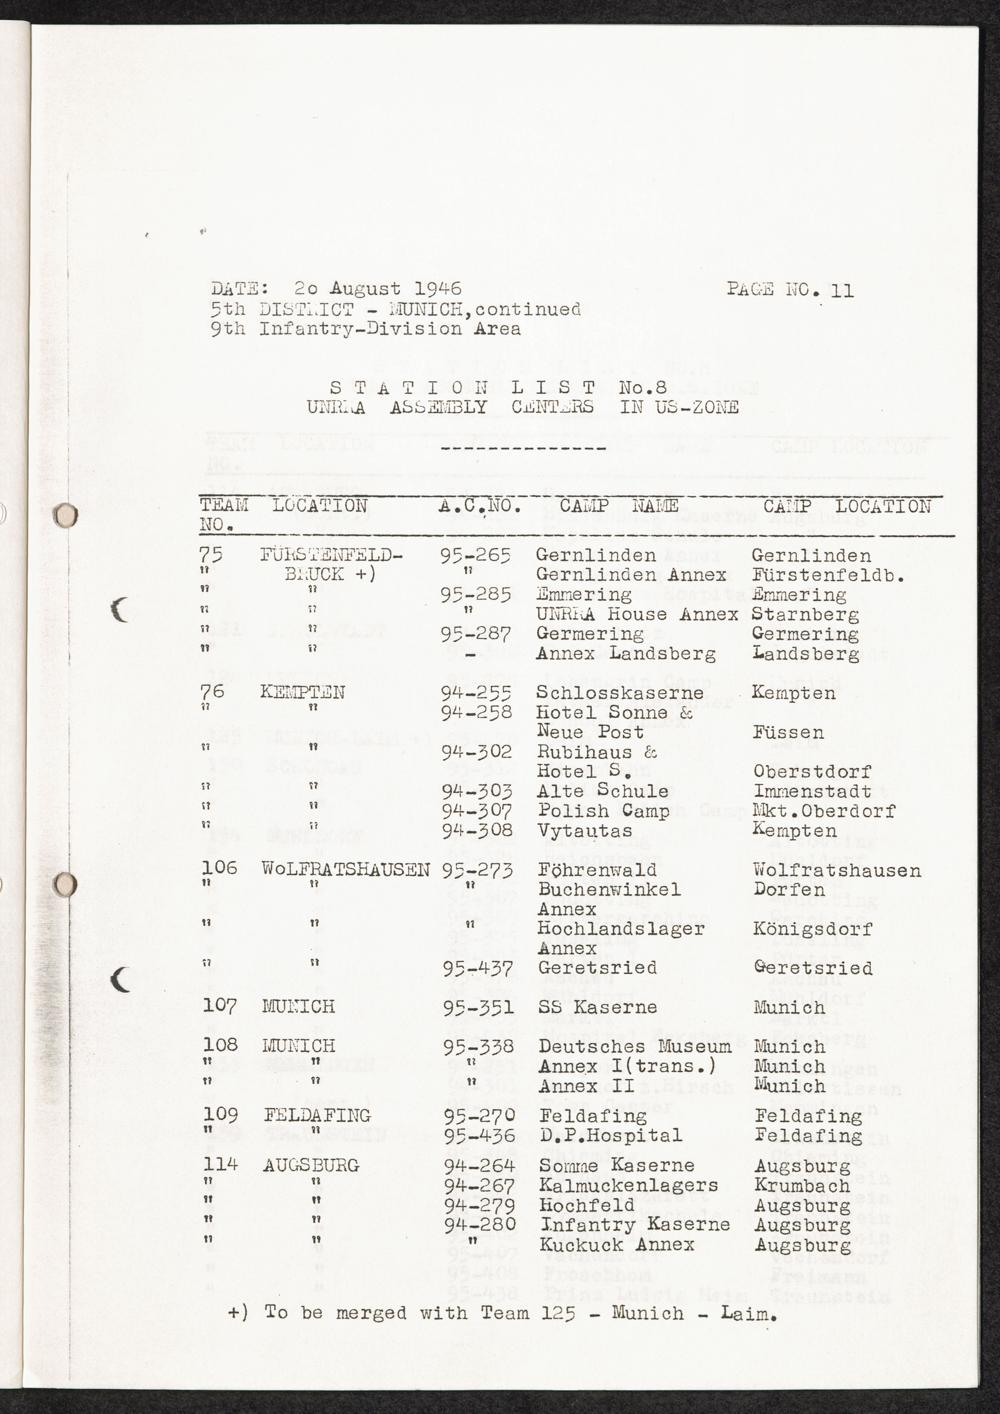 DATE:  2o August 1946    PAGE NO. 11
5th DISTRICT - MUNICH,continued
9th Infantry-Division Area
S T A T I O N  L I S T  No.8
UNRRA  ASSEMBLY  CENTERS  IN US-ZONE
--------------
TEAM  LOCATION  A.C.NO.  CAMP NAME  CAMP LOCATION
NO.
75  FÜRSTENFELD-  95-265  Gernlinden  Gernlinden
"  BRUCK +)  "  Gernlinden Annex  Fürstenfeldb.
"  "  95-285  Emmering  Emmering
"  "  "  UNRRA House Annex  Starnberg
"  "  95-287  Germering  Germering
"  "  -  Annex Landsberg  Landsberg
76  KEMPTEN  94-255  Schlosskaserne  Kempten
"  "  94-258  Hotel Sonne &
Neue Post  Füssen
"  "  94-302  Rubihaus &
Hotel S.  Oberstdorf
"  "  94-303  Alte Schule  Immenstadt
"  "  94-307  Polish Camp  Mkt.Oberdorf
"  "  94-308  Vytautas  Kempten
106  WoLFRATSHAUSEN  95-273  Föhrenwald  Wolfratshausen
"  "  "  Buchenwinkel  Dorfen
Annex
"  "  "  Hochlandslager  Königsdorf
Annex
"  "  95-437  Geretsried  Geretsried
107  MUNICH  95-351  SS Kaserne  Munich
108  MUNICH  95-338  Deutsches Museum  Munich
"  "  "  Annex I(trans.)  Munich
"  "  "  Annex II  Munich
109  FELDAFING  95-270  Feldafing  Feldafing
"  "  95-436  D.P.Hospital  Feldafing
114  AUGSBURG  94-264  Somme Kaserne  Augsburg
"  "  94-267  Kalmuckenlagers  Krumbach
"  "  94-279  Hochfeld  Augsburg
"  "  94-280  Infantry Kaserne  Augsburg
"  "  "  Kuckuck Annex  Augsburg
+) To be merged with Team 125 - Munich - Laim.